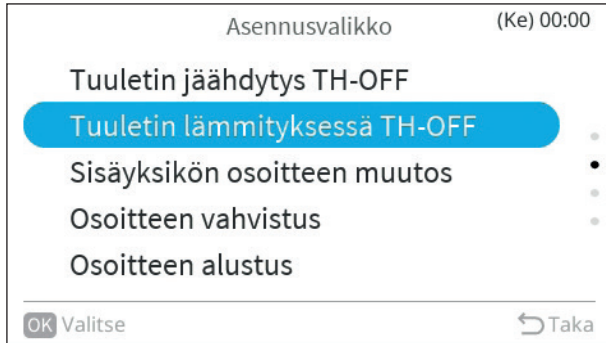 Asennusvalikko (Ke) 00:00
Tuuletin jäähdytys TH-OFF
Tuuletin lämmityksessä TH-OFF
Sisäyksikön osoitteen muutos
Osoitteen vahvistus
Osoitteen alustus
OK Valitse Taka